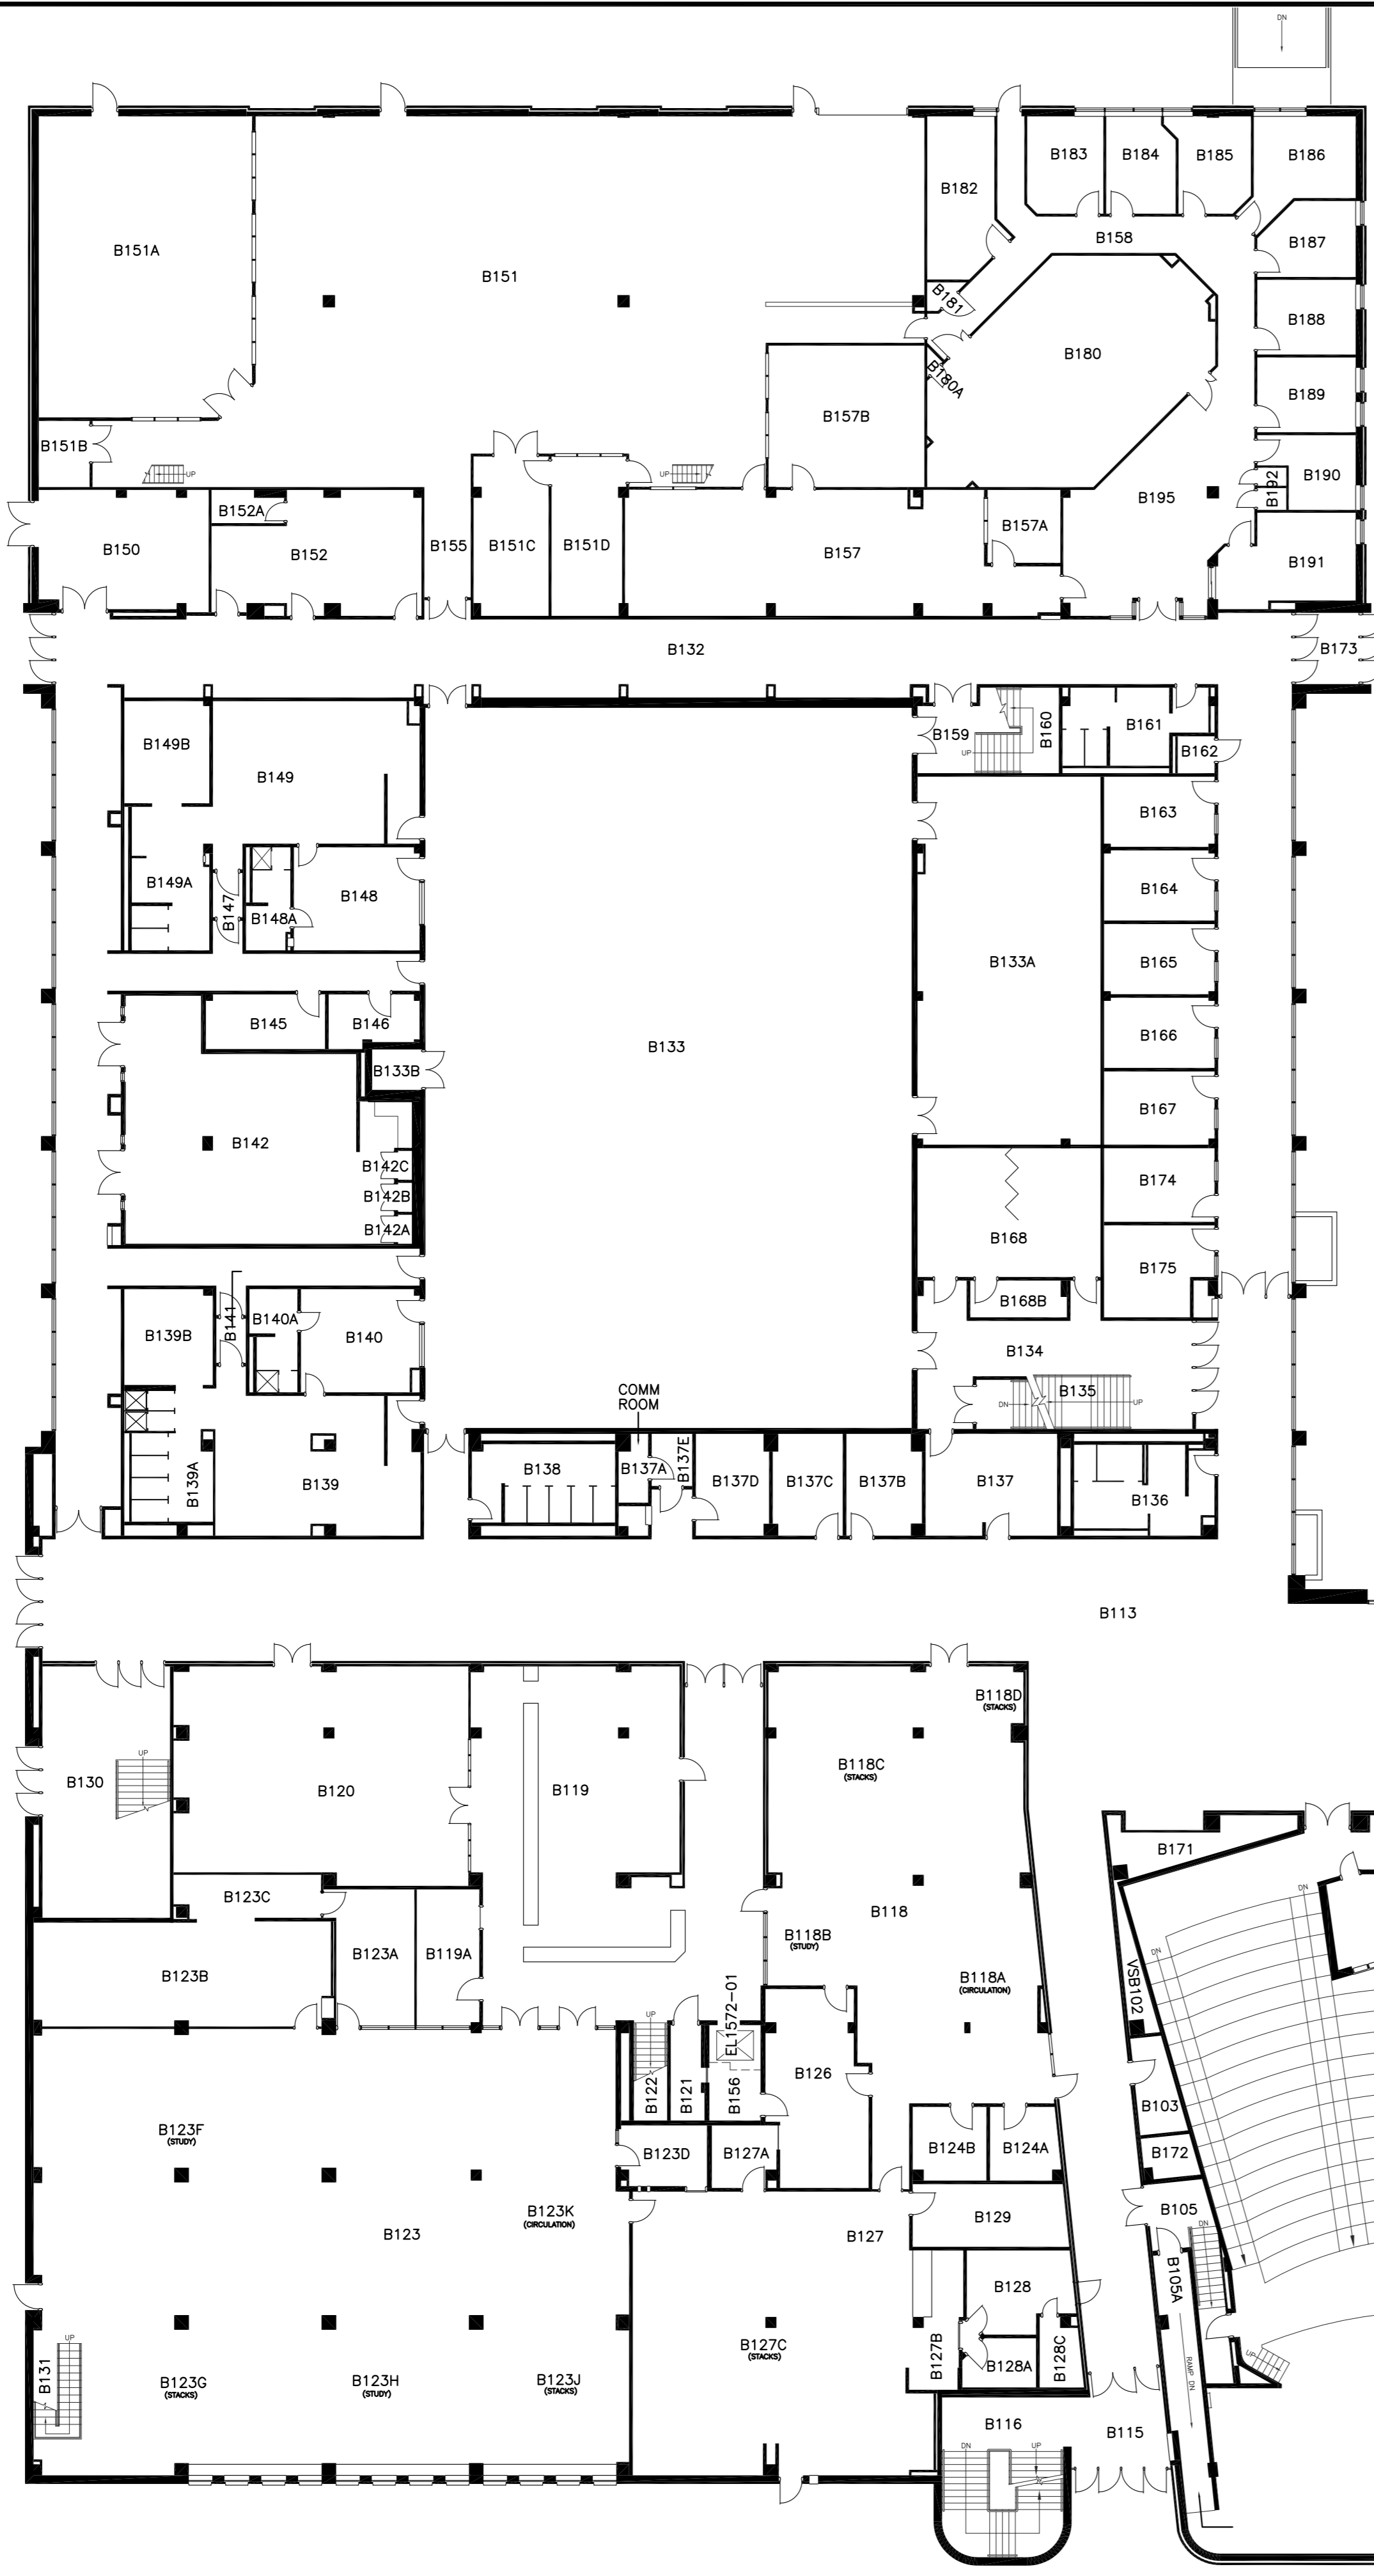 DN
B183
B184
B185
B186
B182
B187
B158
B151A
B151
B181
B188
B180
B180A
B189
B157B
B151B
UP
UP
B190
B192
B195
B152A
B150
B152
B155
B151C
B151D
B157
B157A
B191
B132
B173
B149B
B149
B159
UP
B160
B161
B162
B163
B149A
B147
B148A
B148
B164
B133A
B165
B145
B146
B166
B133
B133B
B167
B142
B142C
B142B
B142A
B174
B168
B175
B168B
B139B
B141
B140A
B140
B134
COMM
ROOM
B135
DN
UP
B139A
B139
B138
B137A
B137E
B137D
B137C
B137B
B137
B136
B113
B118D
(STACKS)
UP
B130
B120
B119
B118C
(STACKS)
B171
DN
B123C
B118
B118B
(STUDY)
B123A
B119A
B123B
B118A
(CIRCULATION)
VSB102
DN
EL1572-01
UP
B122
B121
B156
B126
B103
B123F
(STUDY)
B123D
B127A
B124B
B124A
B172
B123K
(CIRCULATION)
B123
B127
B129
B105
DN
B105A
B128
B131
UP
B123G
(STACKS)
B123H
(STUDY)
B123J
(STACKS)
B127C
(STACKS)
B127B
B128A
B128C
RAMP DN
UP
B116
B115
DN
UP